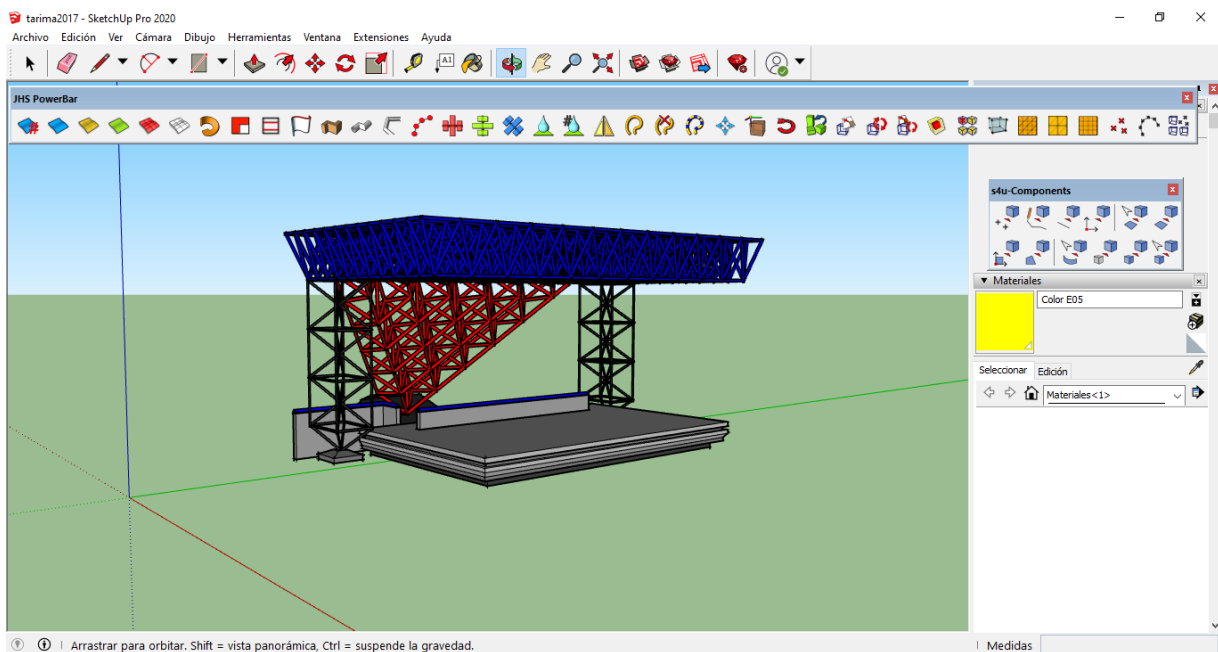 tarima2017 - SketchUp Pro 2020
Archivo Edición Ver Cámara Dibujo Herramientas Ventana Extensiones Ayuda
A1
JHS PowerBar
s4u-Components
Materiales
Color E05
Seleccionar Edición
Materiales<1>
Arrastrar para orbitar. Shift = vista panorámica, Ctrl = suspende la gravedad.
Medidas